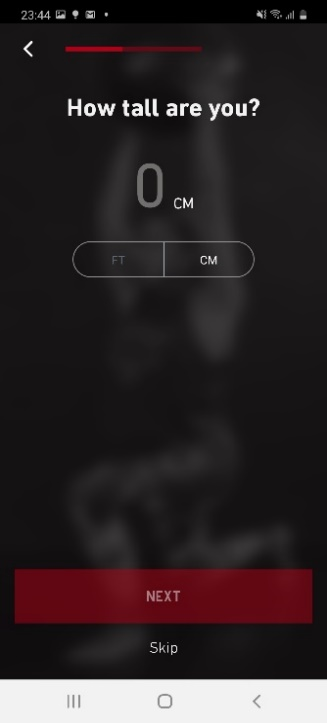 23:44
How tall are you?
0 CM
FT CM
NEXT
Skip